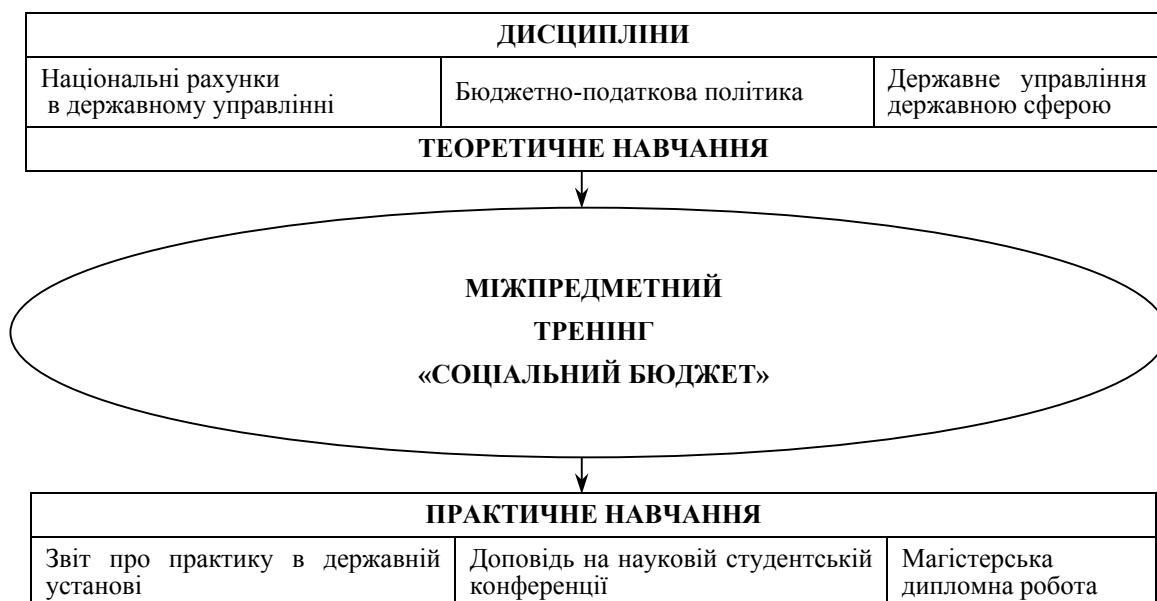 ДИСЦИПЛІНИ
Національні рахунки
в державному управлінні
Бюджетно-податкова політика
Державне управління
державною сферою
ТЕОРЕТИЧНЕ НАВЧАННЯ
МІЖПРЕДМЕТНИЙ
ТРЕНІНГ
«СОЦІАЛЬНИЙ БЮДЖЕТ»
ПРАКТИЧНЕ НАВЧАННЯ
Звіт про практику в державній
установі
Доповідь на науковій студентській
конференції
Магістерська
дипломна робота